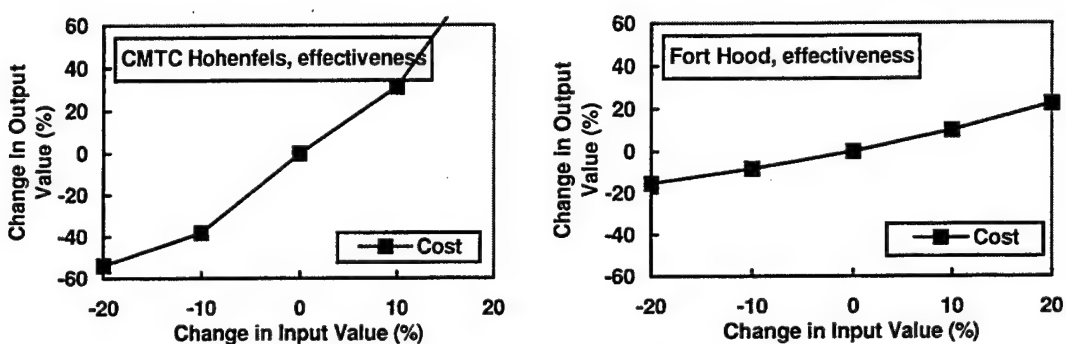 60
40
20
0
-20
-40
-60
Change in Output
Value (%)
CMTC Hohenfels, effectiveness
Cost
-20
-10
0
10
20
Change in Input Value (%)
60
40
20
0
-20
-40
-60
Change in Output
Value (%)
Fort Hood, effectiveness
Cost
-20
-10
0
10
20
Change in Input Value (%)